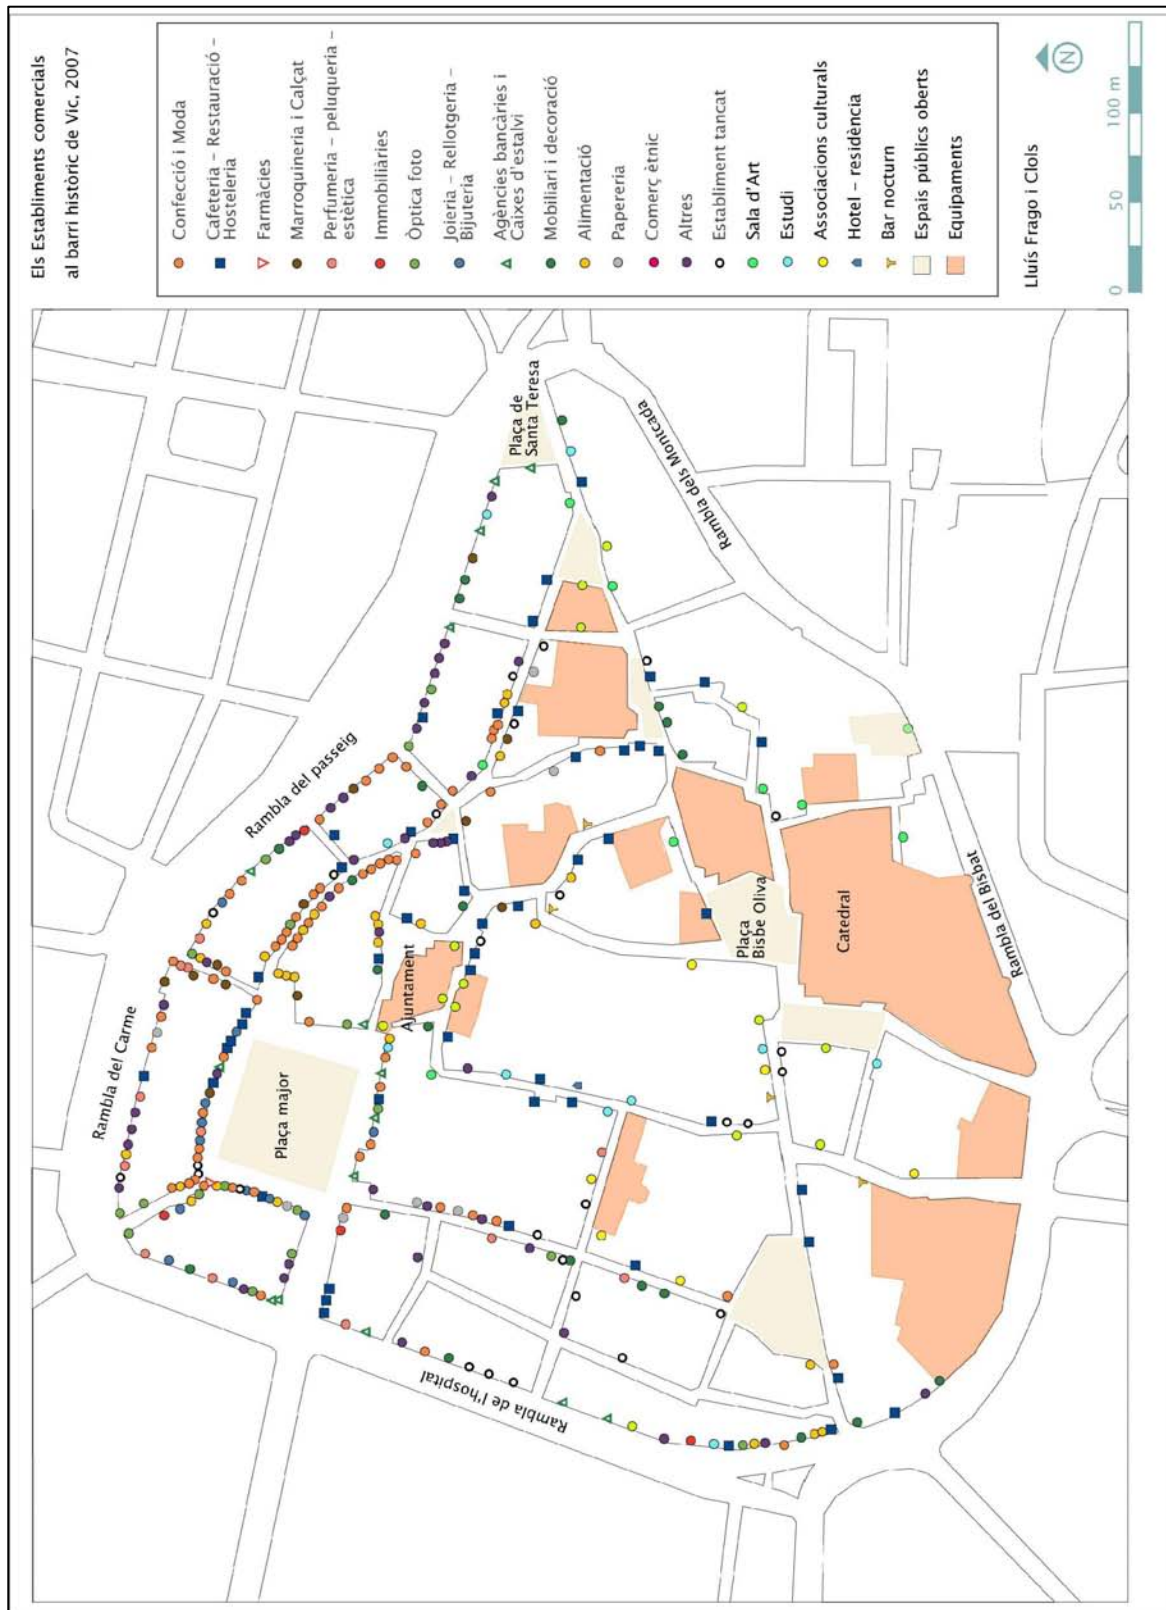 Els Establiments comercials
al barri històric de Vic, 2007
Confecció i Moda
Cafeteria – Restauració –
Hosteleria
Farmàcies
Marroquineria i Calçat
Perfumeria – peluqueria –
estètica
Immobiliàries
Òptica foto
Joieria – Rellotgeria –
Bijuteria
Agències bancàries i
Caixes d'estalvi
Mobiliari i decoració
Alimentació
Papereria
Comerç ètnic
Altres
Establiment tancat
Sala d'Art
Estudi
Associacions culturals
Hotel – residència
Bar nocturn
Espais públics oberts
Equipaments
Lluís Frago i Clols
N
0 50 100 m
Rambla del Carme
Rambla del passeig
Plaça de
Santa Teresa
Rambla dels Montcada
Plaça major
Ajuntament
Rambla de l'hospital
Plaça
Bisbe Oliva
Catedral
Rambla del Bisbat